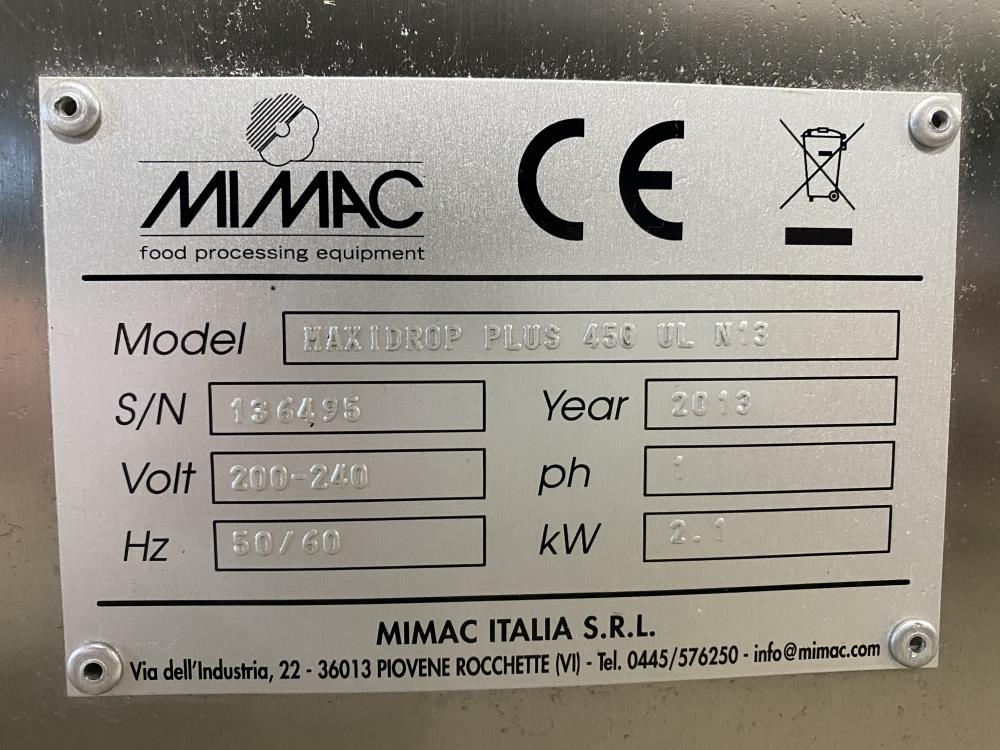 MIMAC
food processing equipment
CE
Model MAXIDROP PLUS 450 UL N13
S/N 136495 Year 2013
Volt 200-240 ph 1
Hz 50/60 kW 2.1
MIMAC ITALIA S.R.L.
Via dell'Industria, 22 - 36013 PIOVENE ROCCHETTE (VI) - Tel. 0445/576250 - info@mimac.com